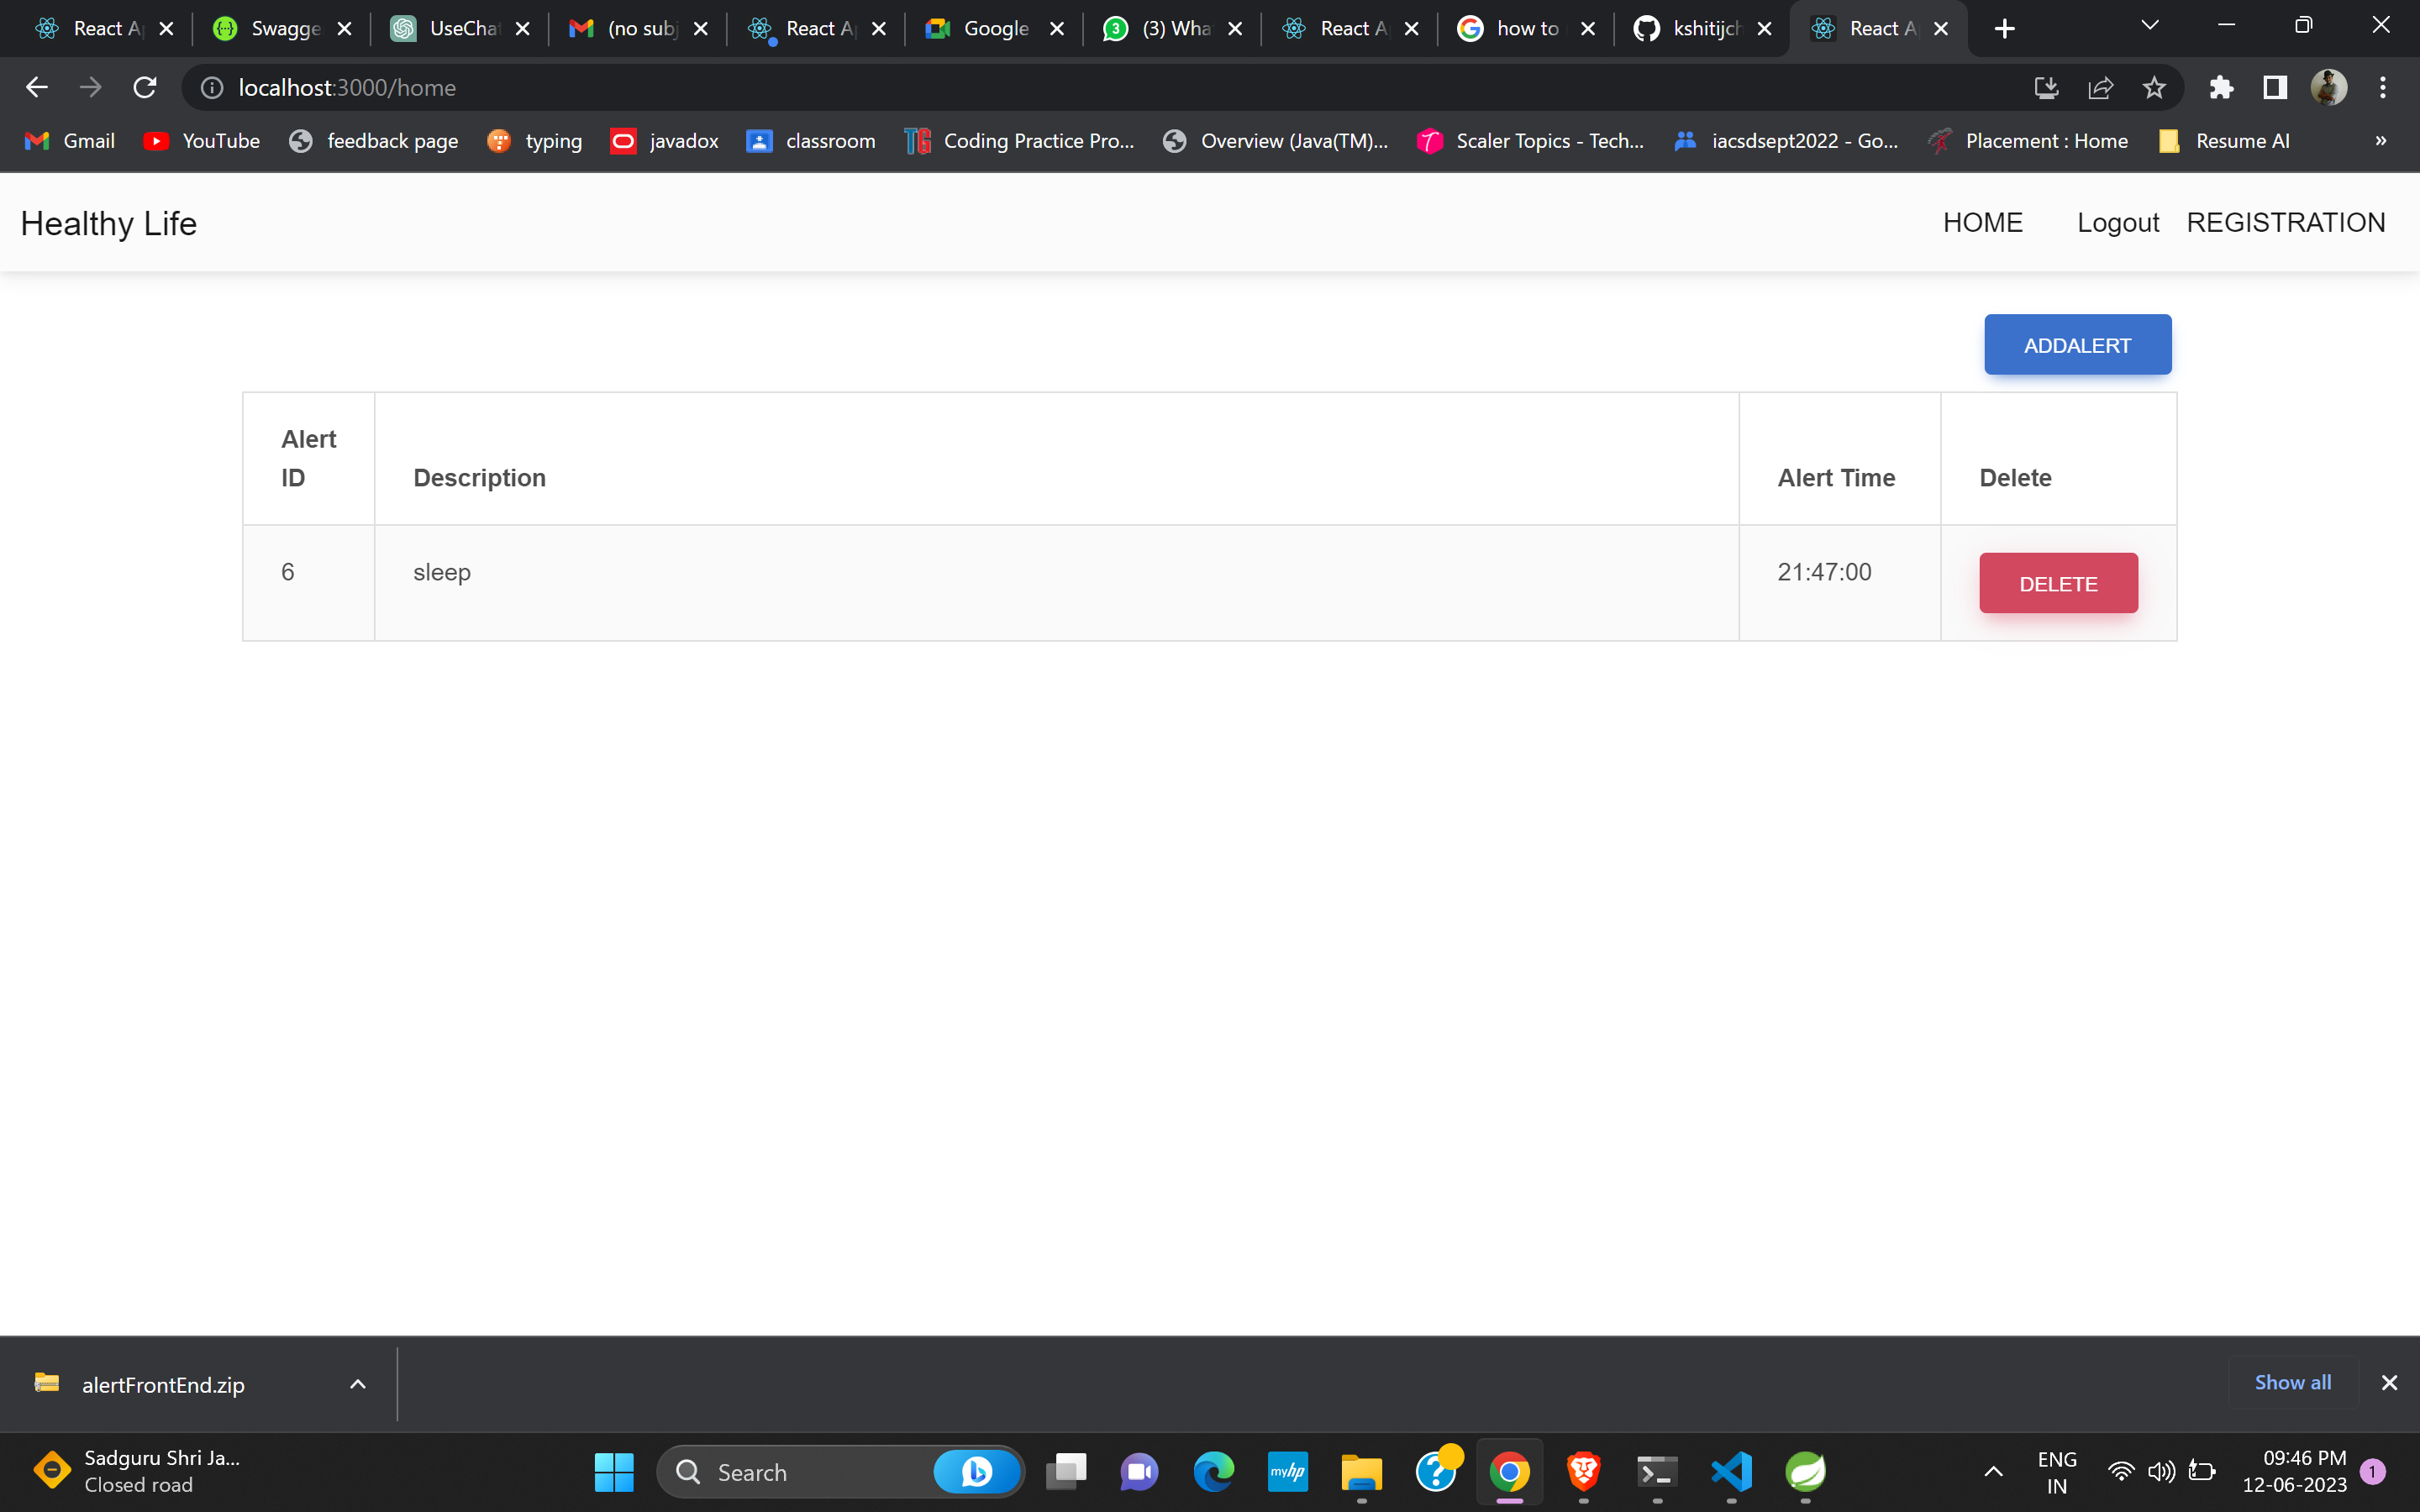 React A
Swagge
UseCha
(no subj
React A
Google
(3) Wha
React A
how to
kshitijch
React A
localhost:3000/home
Gmail
YouTube
feedback page
typing
javadox
classroom
Coding Practice Pro...
Overview (Java(TM)...
Scaler Topics - Tech...
iacsdsept2022 - Go...
Placement : Home
Resume AI
»
Healthy Life
HOME
Logout
REGISTRATION
ADDALERT
Alert
ID
Description
Alert Time
Delete
6
sleep
21:47:00
DELETE
alertFrontEnd.zip
Show all
Sadguru Shri Ja...
Closed road
Search
myhp
ENG
IN
09:46 PM
12-06-2023
1